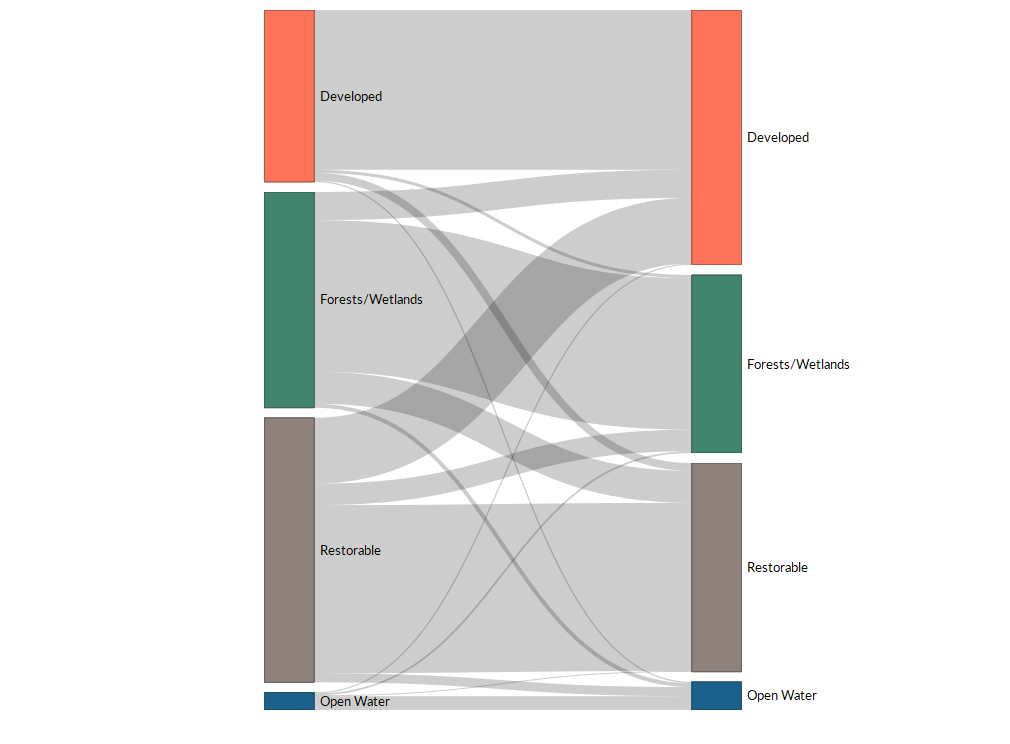 Developed
Forests/Wetlands
Restorable
Open Water
Developed
Forests/Wetlands
Restorable
Open Water